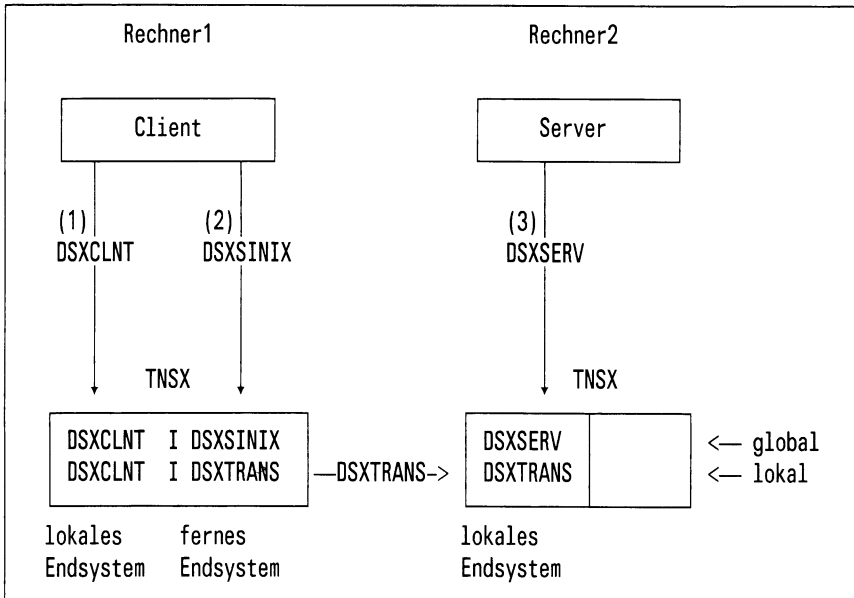 Rechner1 Rechner2
Client Server
(1) (2) (3)
DSXCLNT DSXSINIX DSXSERV
TNSX TNSX
DSXCLNT I DSXSINIX DSXSERV <— global
DSXCLNT I DSXTRANS —DSXTRANS—> DSXTRANS <— lokal
lokales fernes lokales
Endsystem Endsystem Endsystem